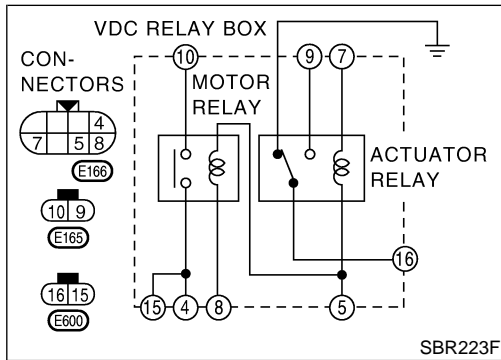 VDC RELAY BOX
CON-
NECTORS
10
9
7
MOTOR
RELAY
4
7 5 8
E166
ACTUATOR
RELAY
10 9
E165
16
16 15
E600
15 4 8 5
SBR223F